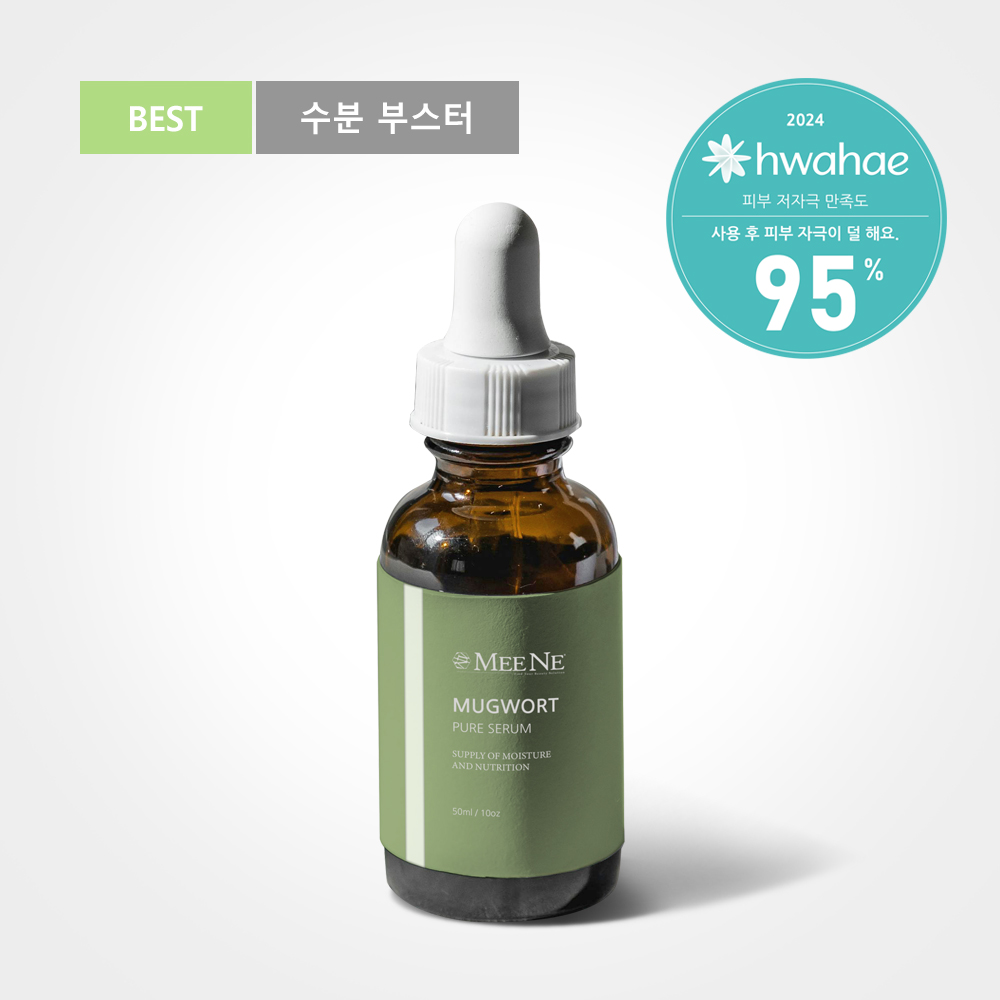 BEST
수분 부스터
2024
hwahae
피부 저자극 만족도
사용 후 피부 자극이 덜 해요.
95%
MEE NE
MUGWORT
PURE SERUM
SUPPLY OF MOISTURE
AND NUTRITION
50ml / 10oz